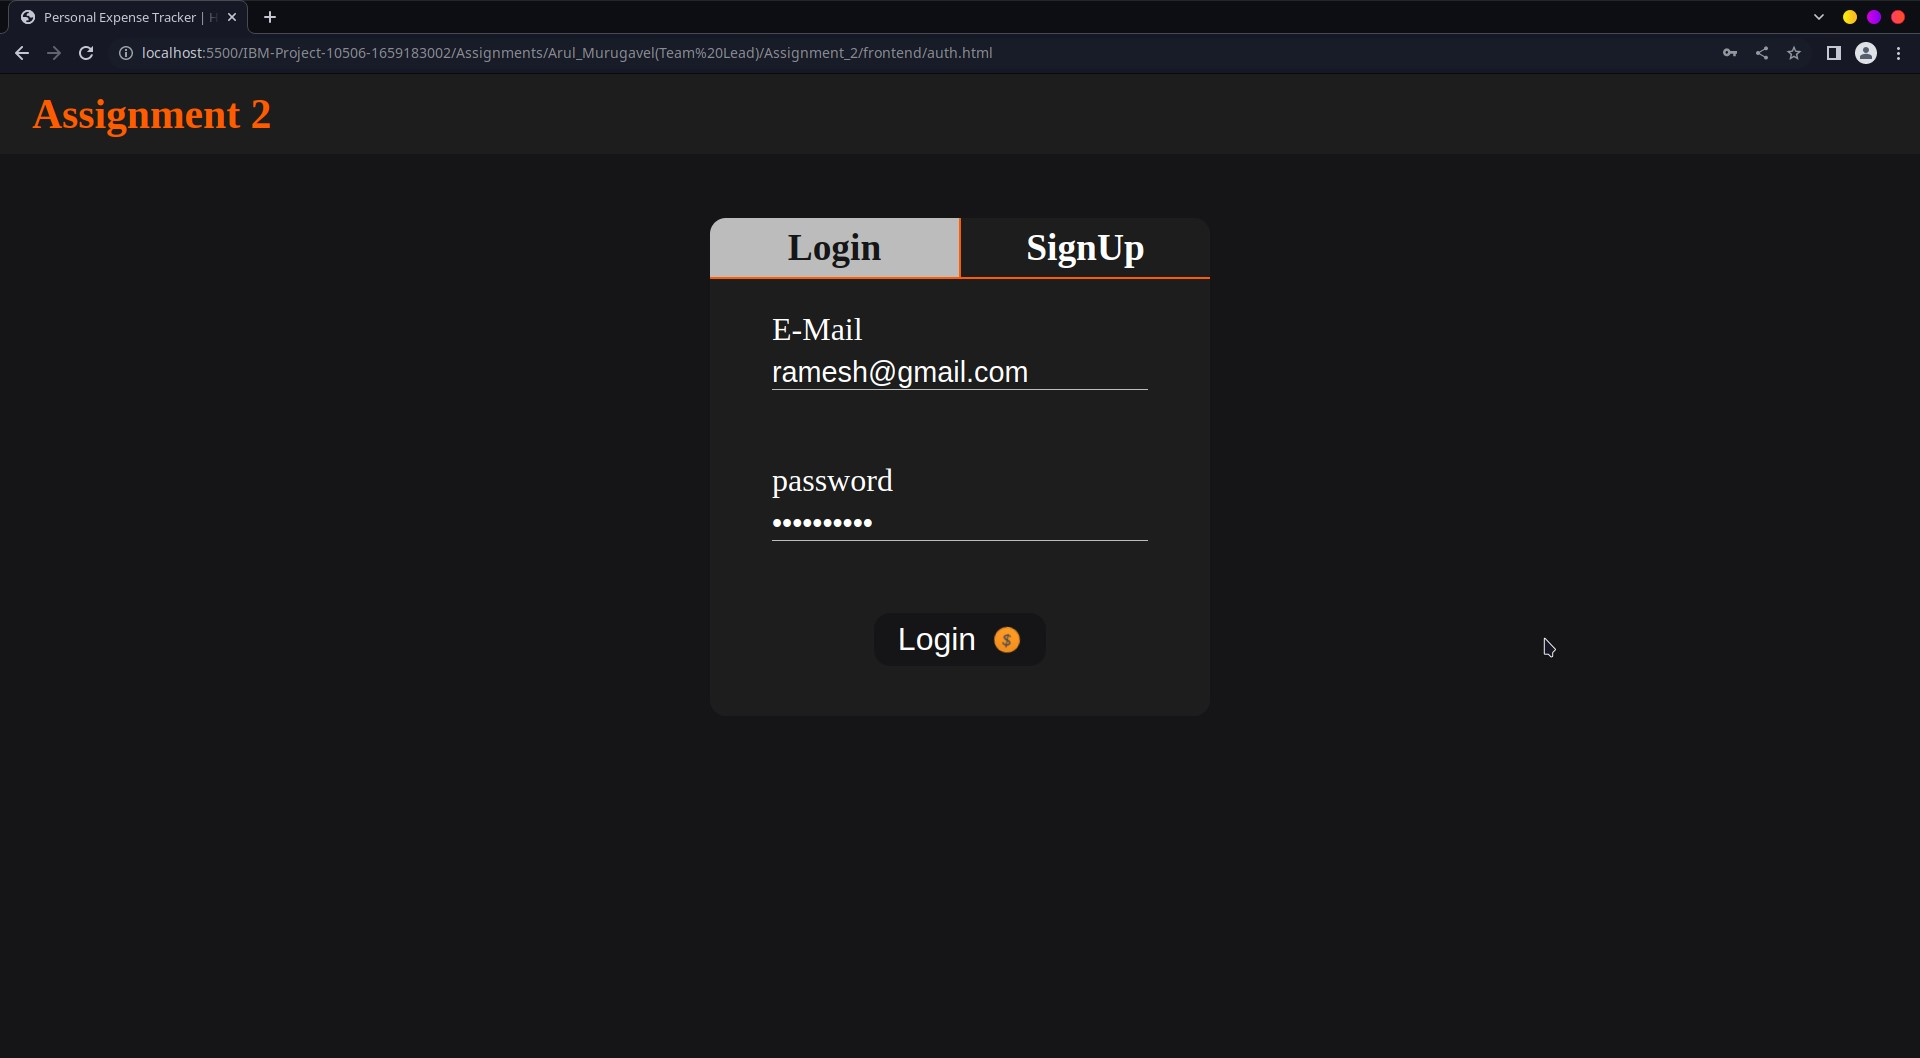 Personal Expense Tracker | H
localhost:5500/IBM-Project-10506-1659183002/Assignments/Arul_Murugavel(Team%20Lead)/Assignment_2/frontend/auth.html
Assignment 2
Login SignUp
E-Mail
ramesh@gmail.com
password
••••••••••
Login $